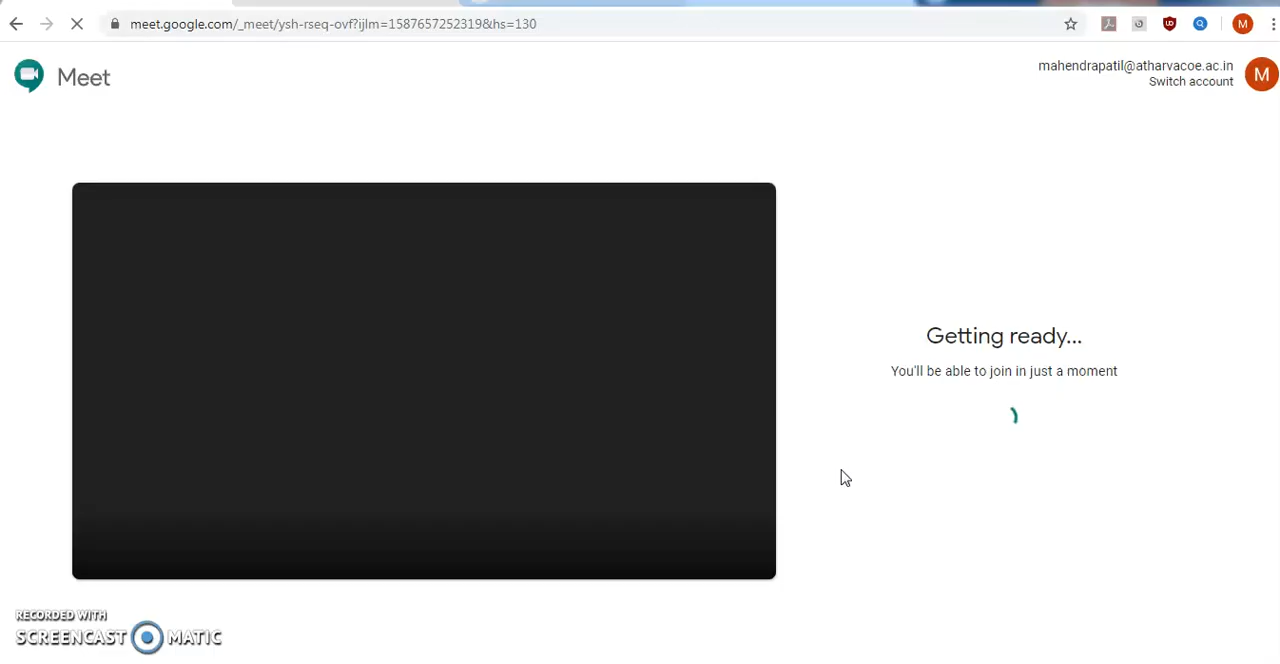 meet.google.com/_meet/ysh-rseq-ovf?ijlm=1587657252319&hs=130
M
Meet
mahendrapatil@atharvacoe.ac.in
Switch account
M
Getting ready...
You'll be able to join in just a moment
RECORDED WITH
SCREENCAST MATIC